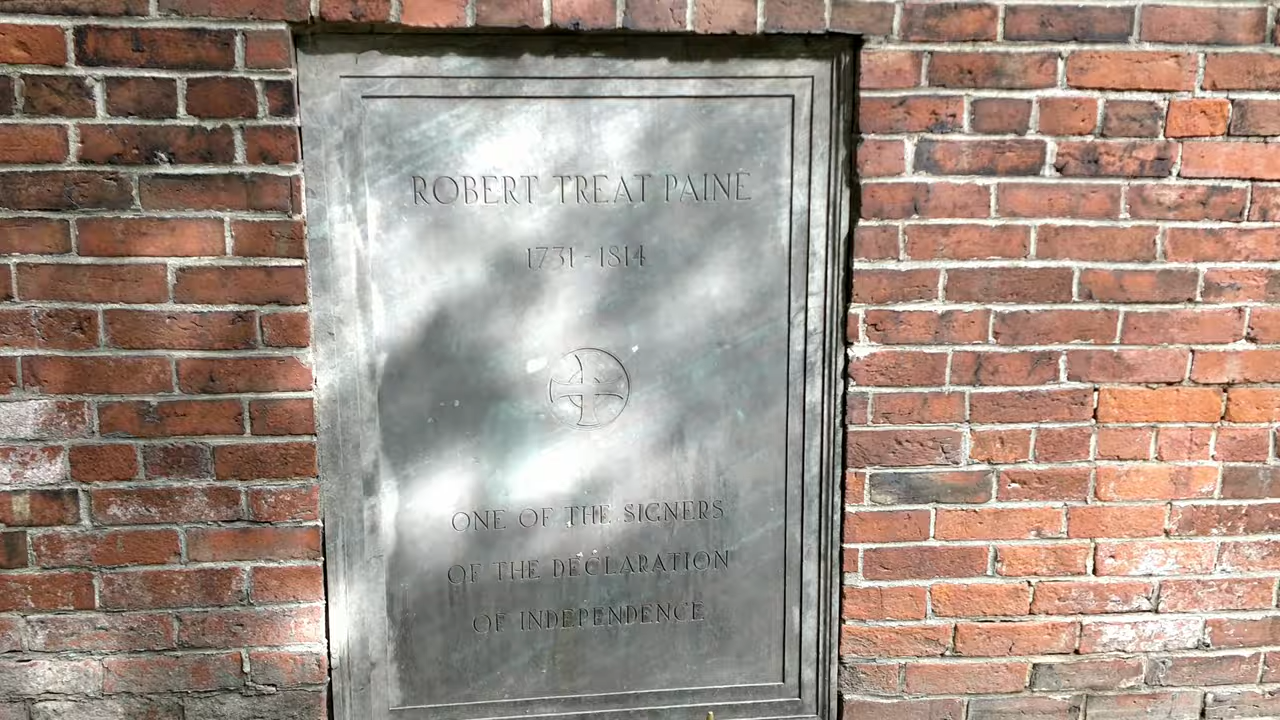 ROBERT TREAT PAINE
1731-1814
ONE OF THE SIGNERS
OF THE DECLARATION
OF INDEPENDENCE